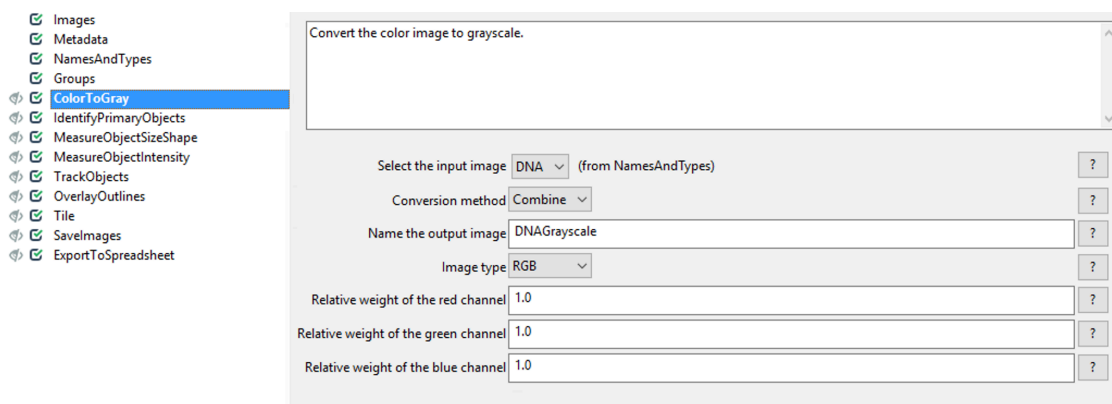 Images
Metadata
NamesAndTypes
Groups
ColorToGray
IdentifyPrimaryObjects
MeasureObjectSizeShape
MeasureObjectIntensity
TrackObjects
OverlayOutlines
Tile
SaveImages
ExportToSpreadsheet
Convert the color image to grayscale.
Select the input image DNA (from NamesAndTypes) ?
Conversion method Combine ?
Name the output image DNAGrayscale ?
Image type RGB ?
Relative weight of the red channel 1.0 ?
Relative weight of the green channel 1.0 ?
Relative weight of the blue channel 1.0 ?